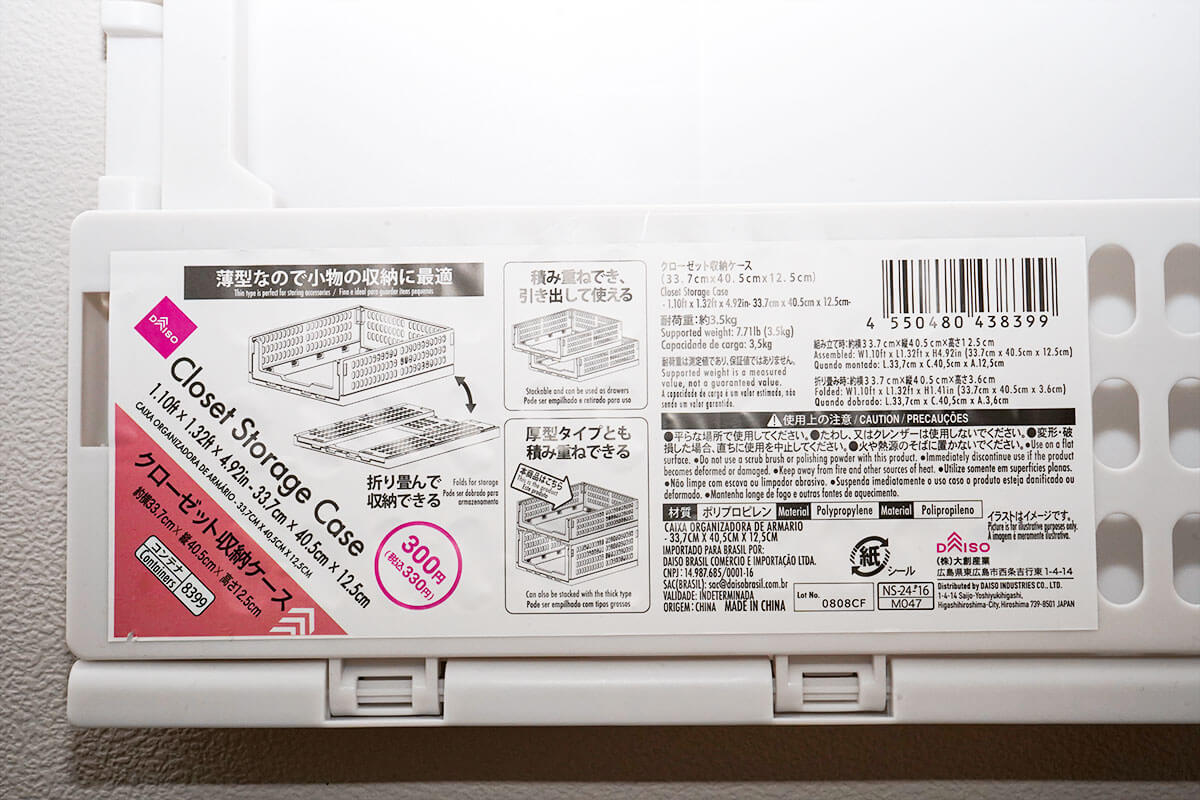 薄型なので小物の収納に最適
This type is perfect for storing accessories / Fino e ideal para guardar itens pequenos
DAISO
Closet Storage Case
1.10ft x 1.32ft x 4.92in・33.7cm x 40.5cm x 12.5cm
CAIXA ORGANIZADORA DE ARMÁRIO - 33,7CM X 40,5CM X 12,5CM
クローゼット収納ケース
約横33.7cm×縦40.5cm×高さ12.5cm
コンテナ
Containers
8399
折り畳んで
収納できる
Folds for storage
Pode ser dobrado para
armazenamento
300円
(税込330円)
積み重ねでき、
引き出して使える
Stackable and can be used as drawers
Pode ser empilhado e retirado para uso
厚型タイプとも
積み重ねできる
本商品はこちら
This is the product
Este produto
Can also be stacked with the thick type
Pode ser empilhado com tipos grossos
クローゼット収納ケース
(33.7cm×40.5cm×12.5cm)
Closet Storage Case
- 1.10ft x 1.32ft x 4.92in・33.7cm x 40.5cm x 12.5cm-
耐荷重:約3.5kg
Supported weight: 7.71lb (3.5kg)
Capacidade de carga: 3,5kg
耐荷重は測定値であり、保証値ではありません。
Supported weight is a measured
value, not a guaranteed value.
A capacidade de carga é um valor estimado, não
sendo um valor garantido.
4 550480 438399
組み立て時:約横33.7cm×縦40.5cm×高さ12.5cm
Assembled: W1.10ft x L1.32ft x H4.92in (33.7cm x 40.5cm x 12.5cm)
Quando montado: L.33,7cm x C.40,5cm x A.12,5cm
折り畳み時:約横33.7cm×縦40.5cm×高さ3.6cm
Folded: W1.10ft x L1.32ft x H1.41in (33.7cm x 40.5cm x 3.6cm)
Quando dobrado: L.33,7cm x C.40,5cm x A.3,6cm
使用上の注意 / CAUTION / PRECAUÇÕES
●平らな場所で使用してください。●たわし、又はクレンザーは使用しないでください。●変形・破
損した場合、直ちに使用を中止してください。●火や熱源のそばに置かないでください。●Use on a flat
surface. ●Do not use a scrub brush or polishing powder with this product. ●Immediately discontinue use if the product
becomes deformed or damaged. ●Keep away from fire and other sources of heat. ●Utilize somente em superfícies planas.
●Não limpe com escova ou limpador abrasivo. ●Suspenda imediatamente o uso caso o produto esteja danificado ou
deformado. ●Mantenha longe de fogo e outras fontes de aquecimento.
材質 ポリプロピレン Material Polypropylene Material Polipropileno
CAIXA ORGANIZADORA DE ARMARIO
- 33,7CM X 40,5CM X 12,5CM
IMPORTADO PARA BRASIL POR:
DAISO BRASIL COMERCIO E IMPORTAÇÃO LTDA.
CNPJ: 14.987.685/0001-16
SAC(BRASIL): sac@daisobrasil.com.br
VALIDADE: INDETERMINADA
ORIGEM: CHINA MADE IN CHINA
紙
シール
Lot No.
0808CF
NS-24-16
M047
イラストはイメージです。
Picture is for illustrative purposes only.
A imagem é meramente ilustrativa.
DAISO
(株)大創産業
広島県東広島市西条吉行東1-4-14
Distributed by DAISO INDUSTRIES CO., LTD.
1-4-14 Saijo-Yoshiyukihigashi,
Higashihiroshima-City, Hiroshima 739-8501 JAPAN